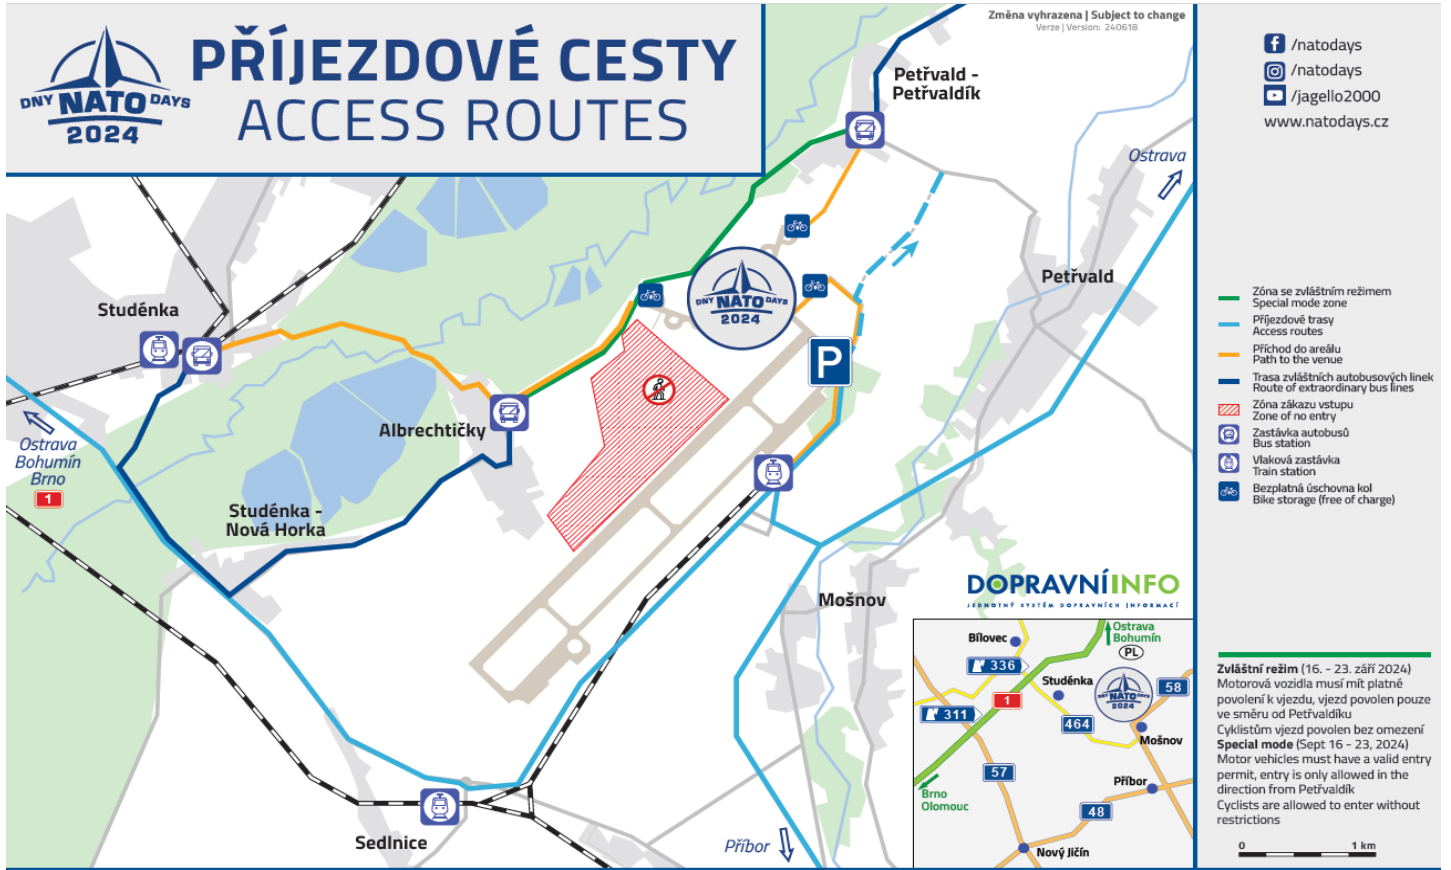 DNY NATO DAYS
2024
PŘÍJEZDOVÉ CESTY
ACCESS ROUTES
Změna vyhrazena | Subject to change
Verze | Version: 240618
Petřvald -
Petřvaldík
Ostrava
Petřvald
Studénka
DNY NATO DAYS
2024
P
Albrechtičky
Ostrava
Bohumín
Brno
1
Studénka -
Nová Horka
Mošnov
Sedlnice
Příbor
DOPRAVNÍINFO
JEDNOTNÝ SYSTÉM DOPRAVNÍCH INFORMACÍ
Ostrava
Bohumín
PL
Bílovec
336
Studénka
DNY NATO DAYS
2024
58
1
311
464
Mošnov
57
Příbor
Brno
Olomouc
48
Nový Jičín
/natodays
/natodays
/jagello2000
www.natodays.cz
Zóna se zvláštním režimem
Special mode zone
Příjezdové trasy
Access routes
Příchod do areálu
Path to the venue
Trasa zvláštních autobusových linek
Route of extraordinary bus lines
Zóna zákazu vstupu
Zone of no entry
Zastávka autobusů
Bus station
Vlaková zastávka
Train station
Bezplatná úschovna kol
Bike storage (free of charge)
Zvláštní režim (16. - 23. září 2024)
Motorová vozidla musí mít platné
povolení k vjezdu, vjezd povolen pouze
ve směru od Petřvaldíku
Cyklistům vjezd povolen bez omezení
Special mode (Sept 16 - 23, 2024)
Motor vehicles must have a valid entry
permit, entry is only allowed in the
direction from Petřvaldík
Cyclists are allowed to enter without
restrictions
0 1 km